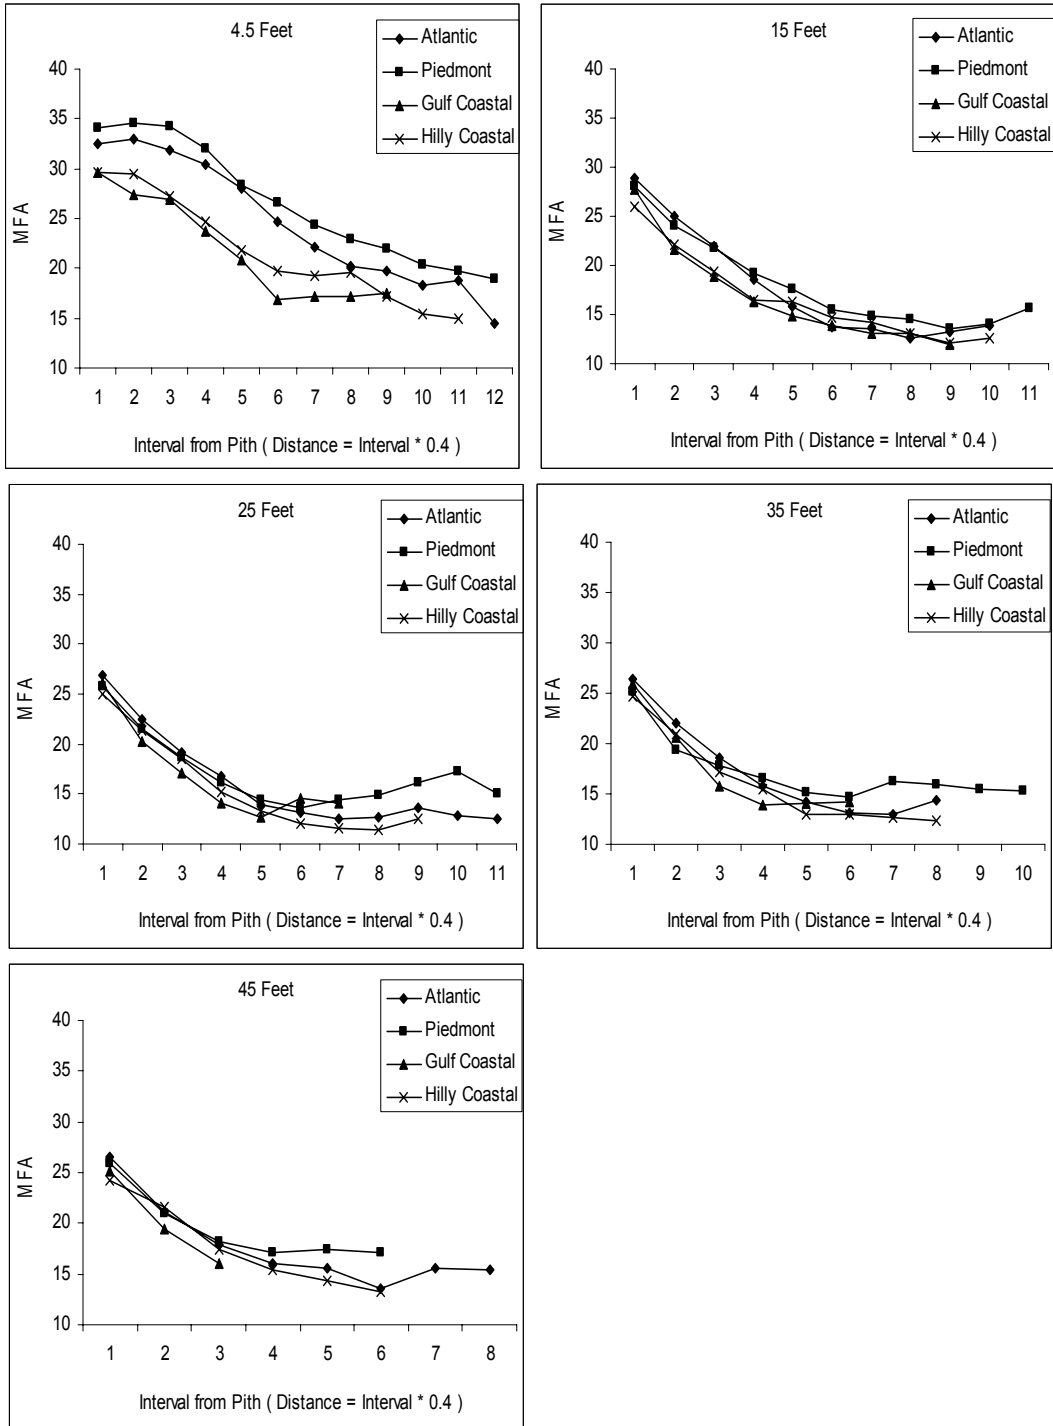 4.5 Feet
Atlantic
Piedmont
Gulf Coastal
Hilly Coastal
40
35
30
25
20
15
10
MFA
1 2 3 4 5 6 7 8 9 10 11 12
Interval from Pith ( Distance = Interval * 0.4 )
15 Feet
Atlantic
Piedmont
Gulf Coastal
Hilly Coastal
40
35
30
25
20
15
10
MFA
1 2 3 4 5 6 7 8 9 10 11
Interval from Pith ( Distance = Interval * 0.4 )
25 Feet
Atlantic
Piedmont
Gulf Coastal
Hilly Coastal
40
35
30
25
20
15
10
MFA
1 2 3 4 5 6 7 8 9 10 11
Interval from Pith ( Distance = Interval * 0.4 )
35 Feet
Atlantic
Piedmont
Gulf Coastal
Hilly Coastal
40
35
30
25
20
15
10
MFA
1 2 3 4 5 6 7 8 9 10
Interval from Pith ( Distance = Interval * 0.4 )
45 Feet
Atlantic
Piedmont
Gulf Coastal
Hilly Coastal
40
35
30
25
20
15
10
MFA
1 2 3 4 5 6 7 8
Interval from Pith ( Distance = Interval * 0.4 )